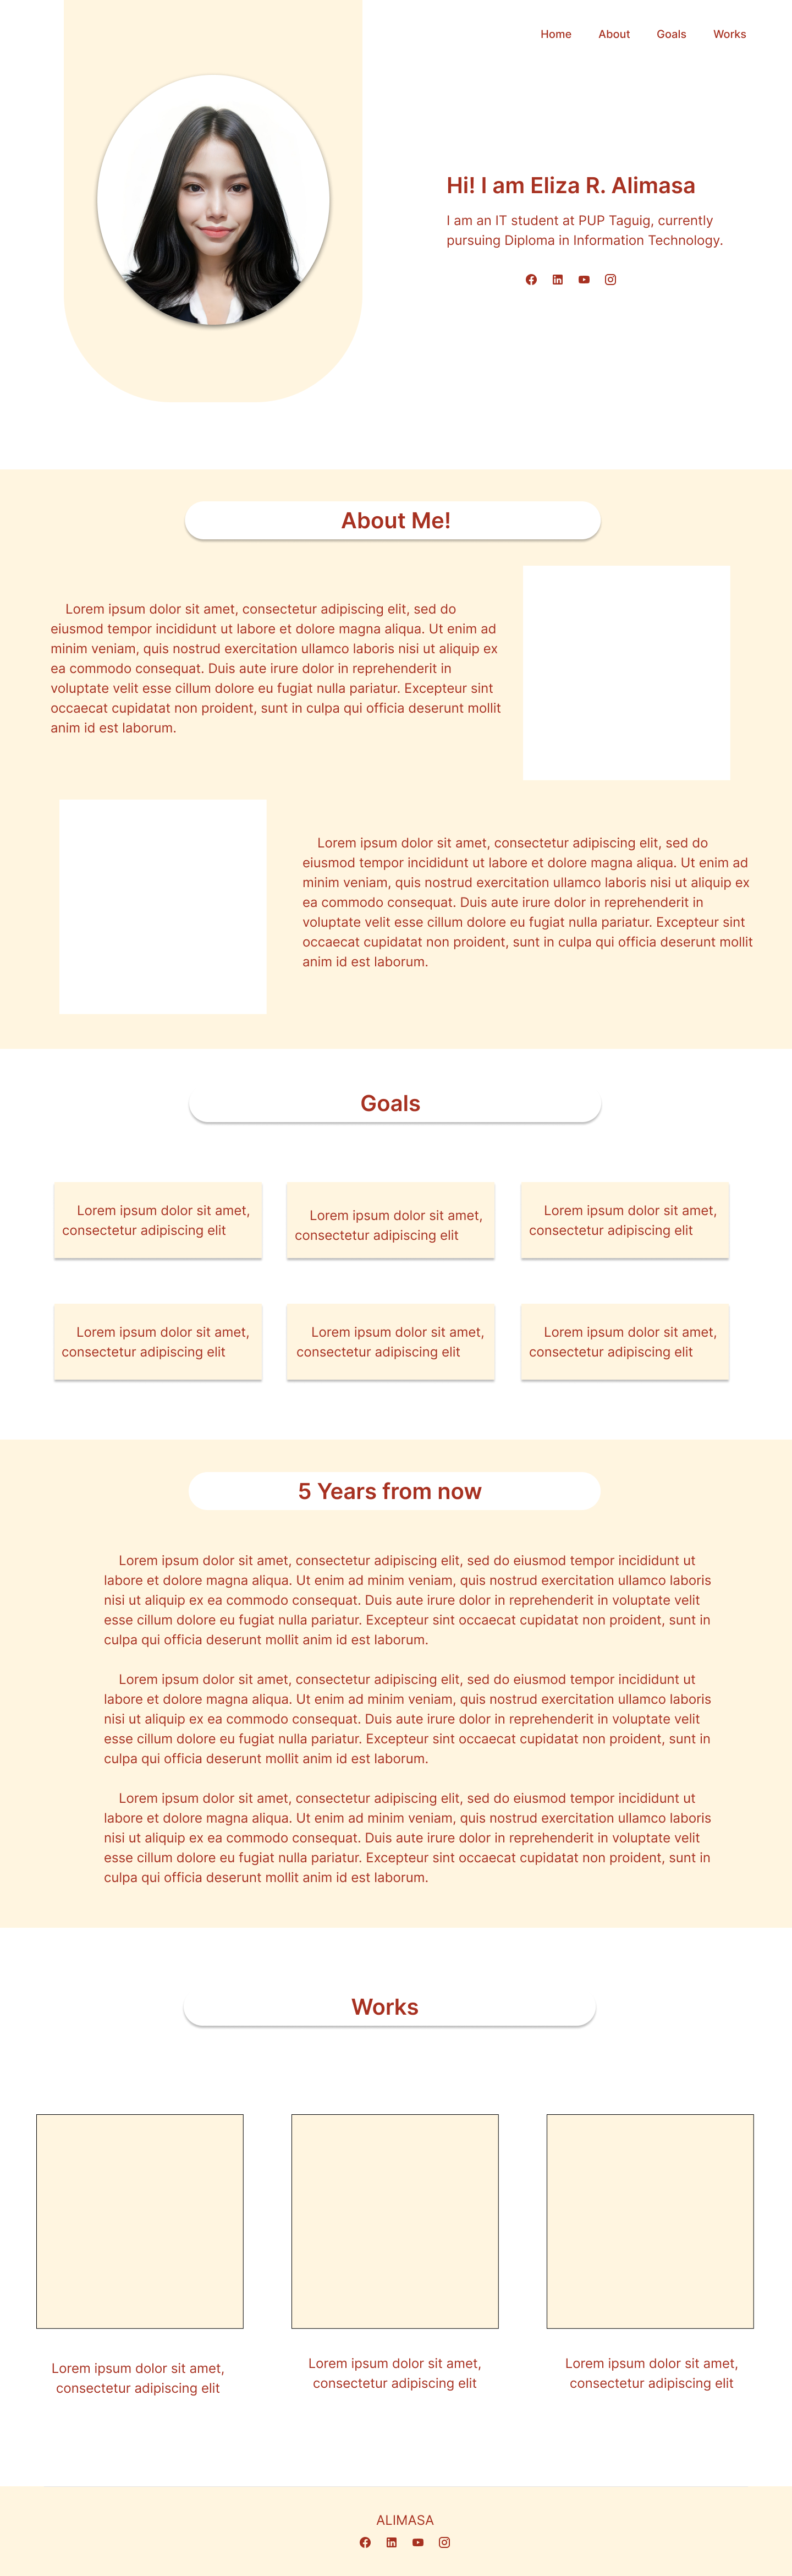 Home About Goals Works
Hi! I am Eliza R. Alimasa
I am an IT student at PUP Taguig, currently
pursuing Diploma in Information Technology.
About Me!
Lorem ipsum dolor sit amet, consectetur adipiscing elit, sed do
eiusmod tempor incididunt ut labore et dolore magna aliqua. Ut enim ad
minim veniam, quis nostrud exercitation ullamco laboris nisi ut aliquip ex
ea commodo consequat. Duis aute irure dolor in reprehenderit in
voluptate velit esse cillum dolore eu fugiat nulla pariatur. Excepteur sint
occaecat cupidatat non proident, sunt in culpa qui officia deserunt mollit
anim id est laborum.
Lorem ipsum dolor sit amet, consectetur adipiscing elit, sed do
eiusmod tempor incididunt ut labore et dolore magna aliqua. Ut enim ad
minim veniam, quis nostrud exercitation ullamco laboris nisi ut aliquip ex
ea commodo consequat. Duis aute irure dolor in reprehenderit in
voluptate velit esse cillum dolore eu fugiat nulla pariatur. Excepteur sint
occaecat cupidatat non proident, sunt in culpa qui officia deserunt mollit
anim id est laborum.
Goals
Lorem ipsum dolor sit amet,
consectetur adipiscing elit
Lorem ipsum dolor sit amet,
consectetur adipiscing elit
Lorem ipsum dolor sit amet,
consectetur adipiscing elit
Lorem ipsum dolor sit amet,
consectetur adipiscing elit
Lorem ipsum dolor sit amet,
consectetur adipiscing elit
Lorem ipsum dolor sit amet,
consectetur adipiscing elit
5 Years from now
Lorem ipsum dolor sit amet, consectetur adipiscing elit, sed do eiusmod tempor incididunt ut
labore et dolore magna aliqua. Ut enim ad minim veniam, quis nostrud exercitation ullamco laboris
nisi ut aliquip ex ea commodo consequat. Duis aute irure dolor in reprehenderit in voluptate velit
esse cillum dolore eu fugiat nulla pariatur. Excepteur sint occaecat cupidatat non proident, sunt in
culpa qui officia deserunt mollit anim id est laborum.
Lorem ipsum dolor sit amet, consectetur adipiscing elit, sed do eiusmod tempor incididunt ut
labore et dolore magna aliqua. Ut enim ad minim veniam, quis nostrud exercitation ullamco laboris
nisi ut aliquip ex ea commodo consequat. Duis aute irure dolor in reprehenderit in voluptate velit
esse cillum dolore eu fugiat nulla pariatur. Excepteur sint occaecat cupidatat non proident, sunt in
culpa qui officia deserunt mollit anim id est laborum.
Lorem ipsum dolor sit amet, consectetur adipiscing elit, sed do eiusmod tempor incididunt ut
labore et dolore magna aliqua. Ut enim ad minim veniam, quis nostrud exercitation ullamco laboris
nisi ut aliquip ex ea commodo consequat. Duis aute irure dolor in reprehenderit in voluptate velit
esse cillum dolore eu fugiat nulla pariatur. Excepteur sint occaecat cupidatat non proident, sunt in
culpa qui officia deserunt mollit anim id est laborum.
Works
Lorem ipsum dolor sit amet,
consectetur adipiscing elit
Lorem ipsum dolor sit amet,
consectetur adipiscing elit
Lorem ipsum dolor sit amet,
consectetur adipiscing elit
ALIMASA